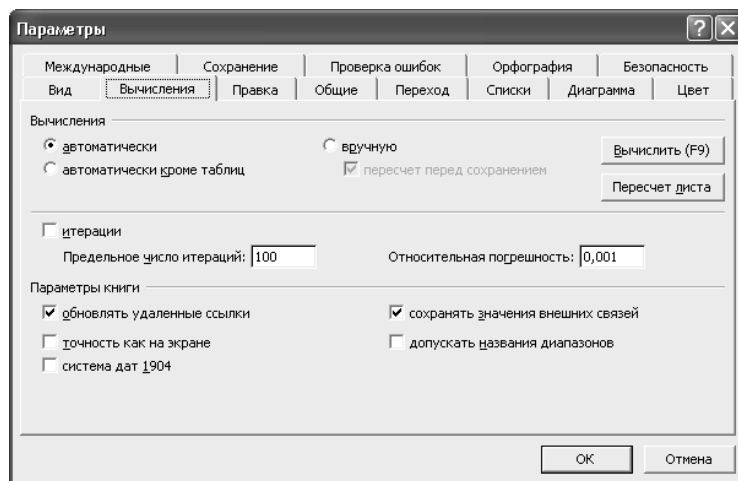 Параметры
Международные Сохранение Проверка ошибок Орфография Безопасность
Вид Вычисления Правка Общие Переход Списки Диаграмма Цвет
Вычисления
автоматически вручную Вычислить (F9)
автоматически кроме таблиц пересчет перед сохранением
Пересчет листа
итерации
Предельное число итераций: 100 Относительная погрешность: 0,001
Параметры книги
обновлять удаленные ссылки сохранять значения внешних связей
точность как на экране допускать названия диапазонов
система дат 1904
ОК Отмена